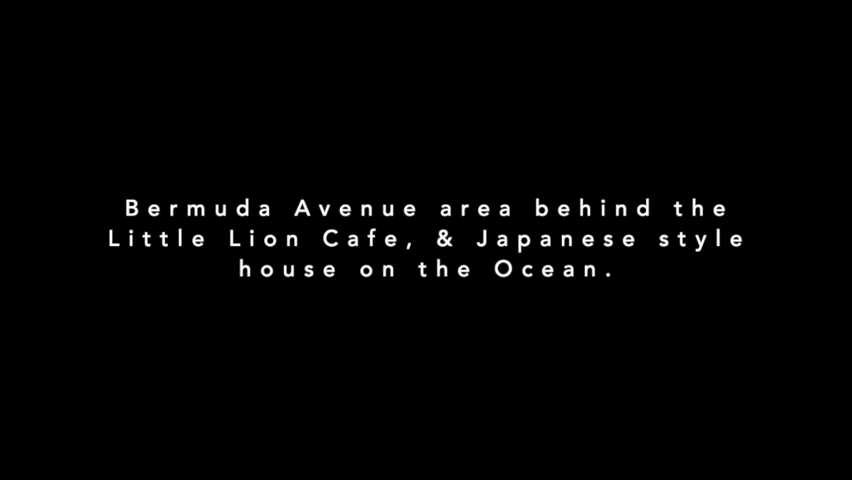 Bermuda Avenue area behind the
Little Lion Cafe, & Japanese style
house on the Ocean.